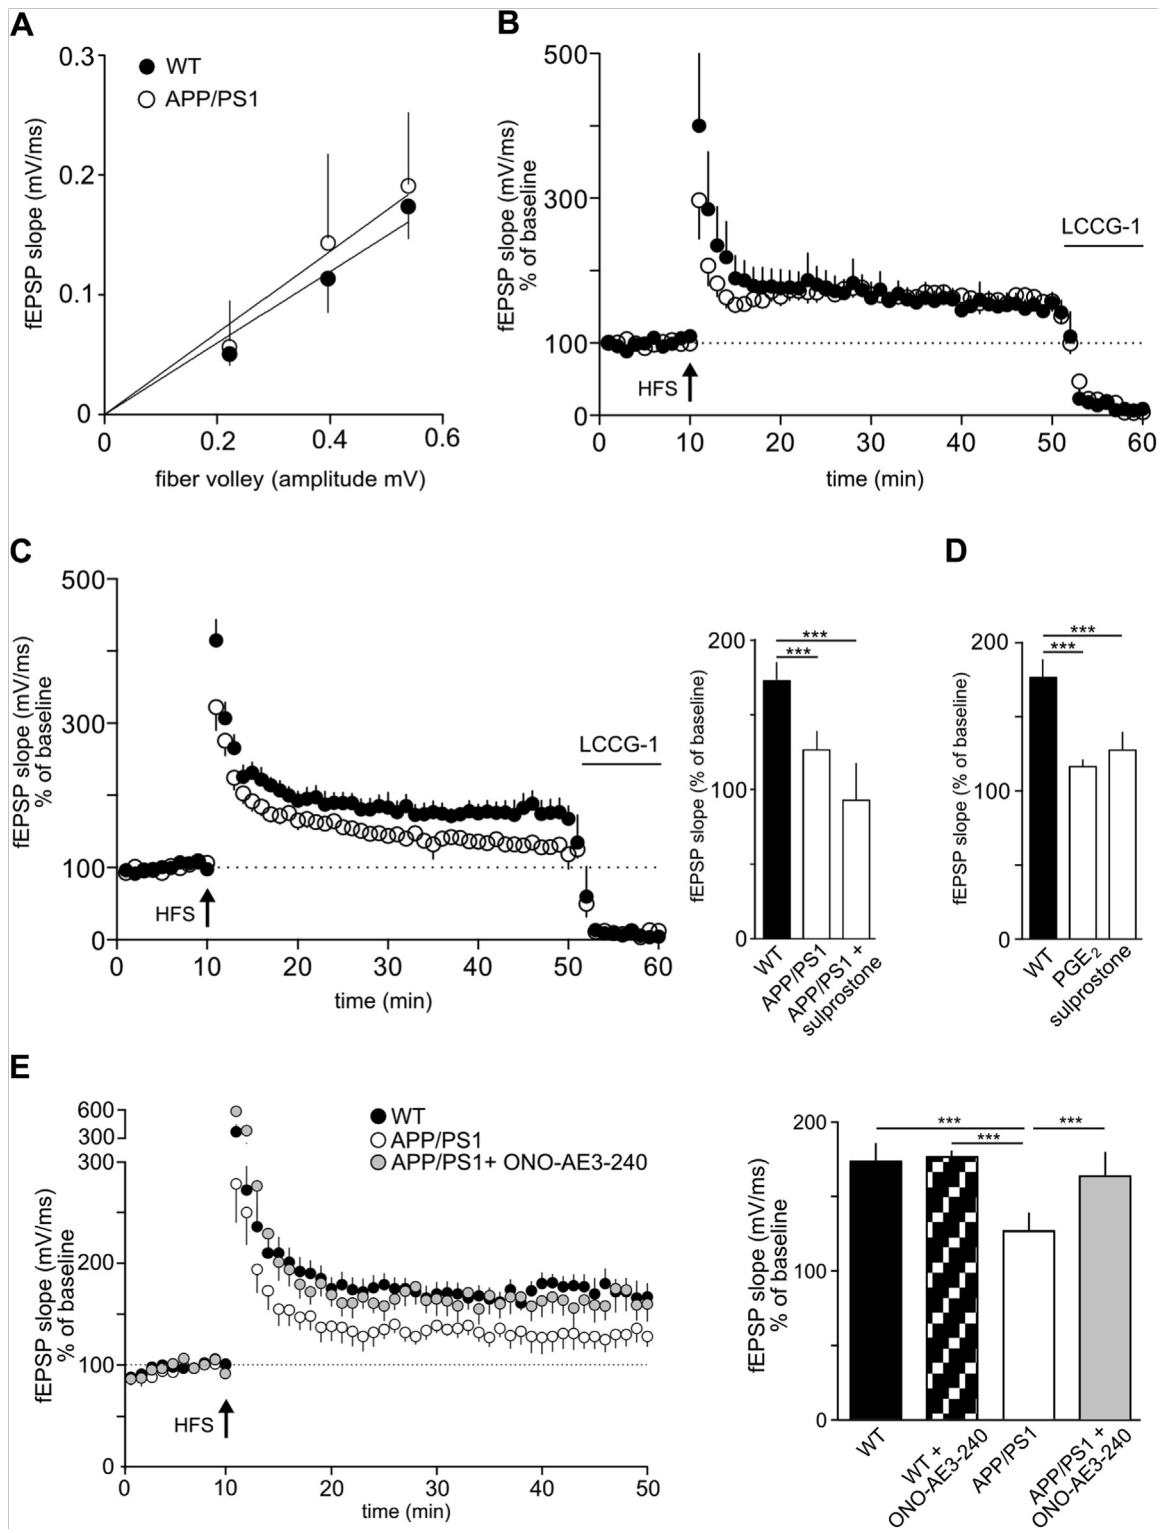 A
0.3
0.2
0.1
0
WT
APP/PS1
fEPSP slope (mV/ms)
0 0.2 0.4 0.6
fiber volley (amplitude mV)
B
500
300
100
0
fEPSP slope (mV/ms)
% of baseline
LCCG-1
HFS
0 10 20 30 40 50 60
time (min)
C
500
300
100
0
fEPSP slope (mV/ms)
% of baseline
LCCG-1
HFS
0 10 20 30 40 50 60
time (min)
200
100
0
fEPSP slope (% of baseline)
***
***
WT
APP/PS1
APP/PS1 +
sulprostone
D
200
100
0
fEPSP slope (% of baseline)
***
***
WT
PGE₂
sulprostone
E
600
300
300
200
100
0
fEPSP slope (mV/ms)
% of baseline
WT
APP/PS1
APP/PS1+ ONO-AE3-240
HFS
0 10 20 30 40 50
time (min)
200
100
0
fEPSP slope (mV/ms)
% of baseline
*** ***
***
WT
WT +
ONO-AE3-240
APP/PS1
APP/PS1 +
ONO-AE3-240